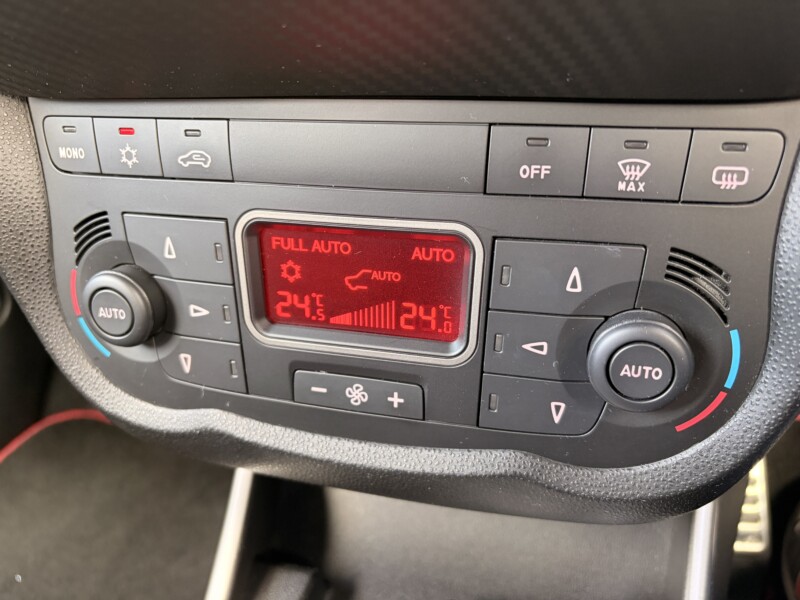 MONO
OFF
MAX
FULL AUTO AUTO
AUTO
24.5 °C 24.0 °C
AUTO
AUTO
− +